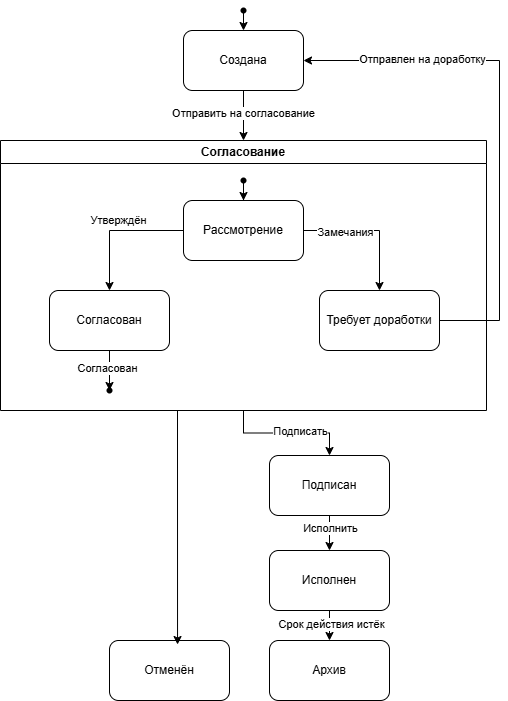 Создана
Отправлен на доработку
Отправить на согласование
Согласование
Утверждён
Рассмотрение
Замечания
Согласован
Требует доработки
Согласован
Подписать
Подписан
Исполнить
Исполнен
Срок действия истёк
Отменён
Архив